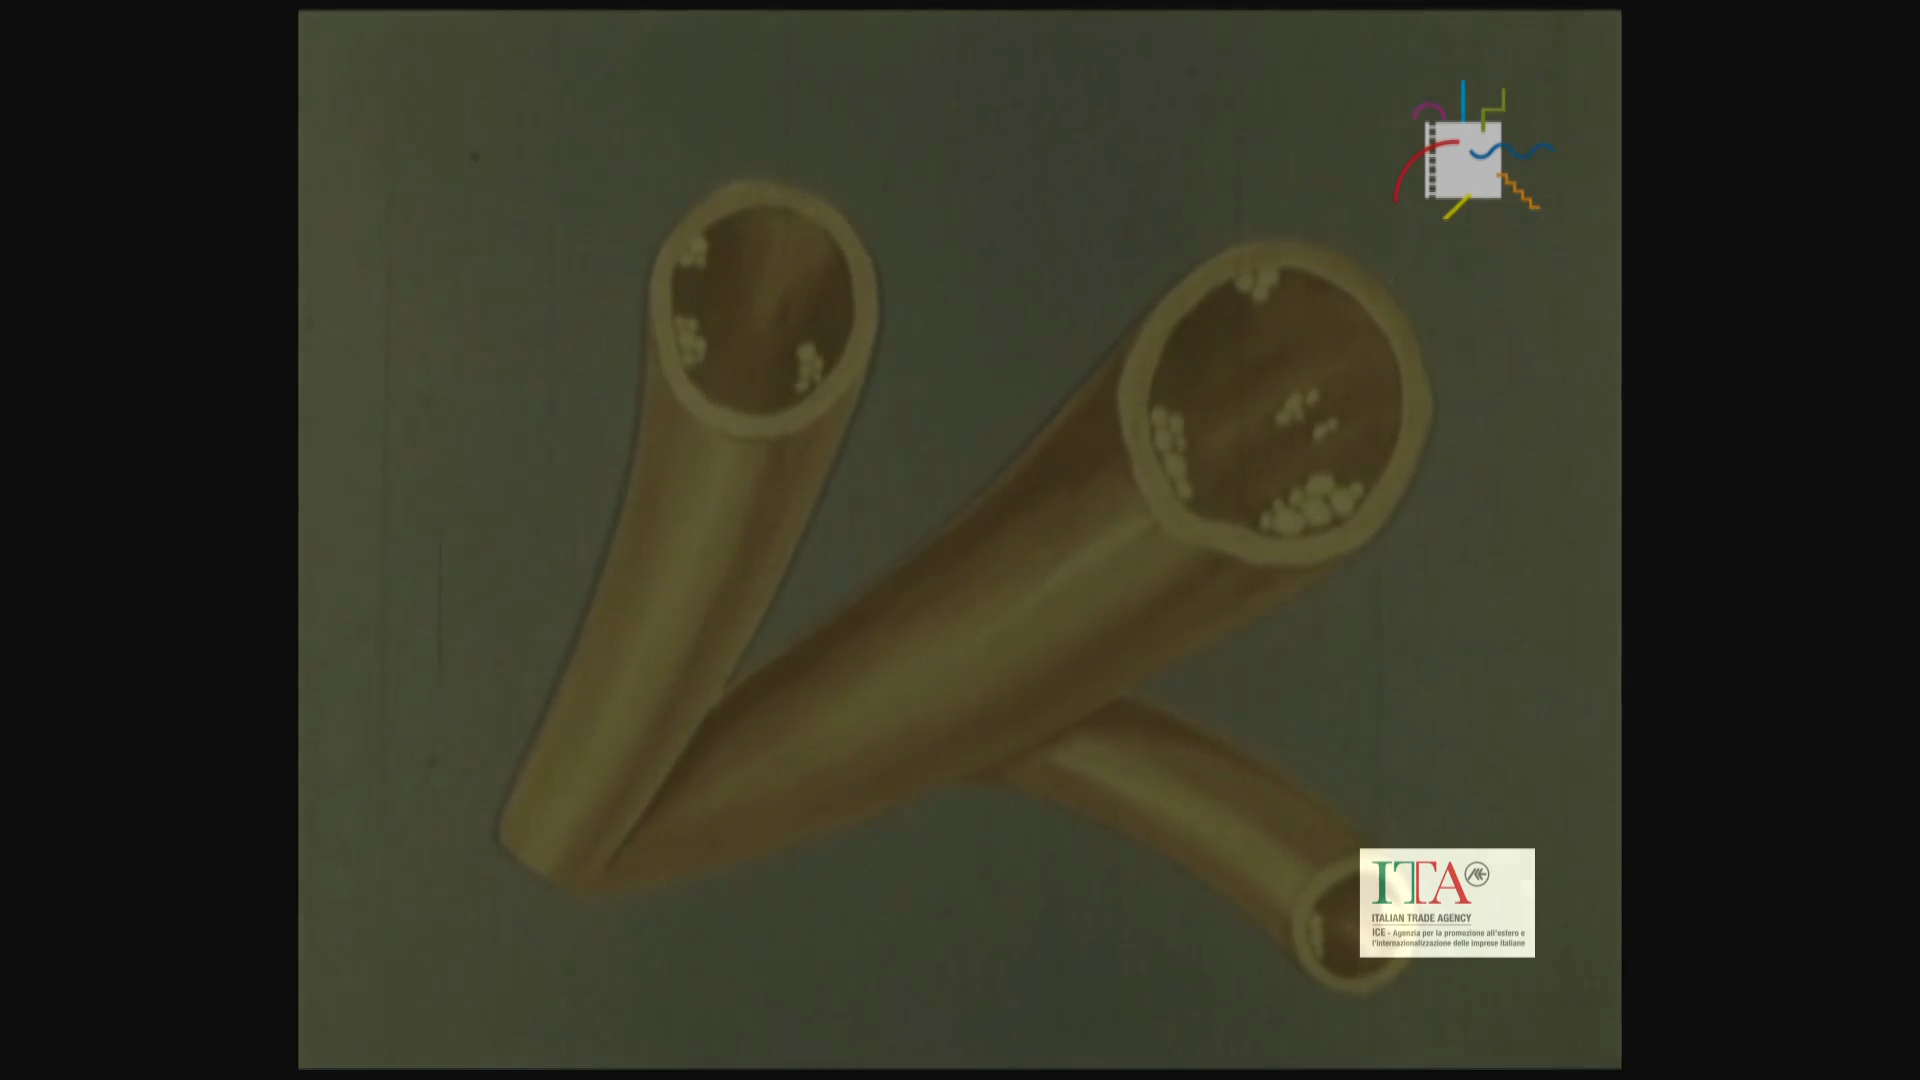 ITA
ITALIAN TRADE AGENCY
ICE - Agenzia per la promozione all'estero e
l'internazionalizzazione delle imprese italiane